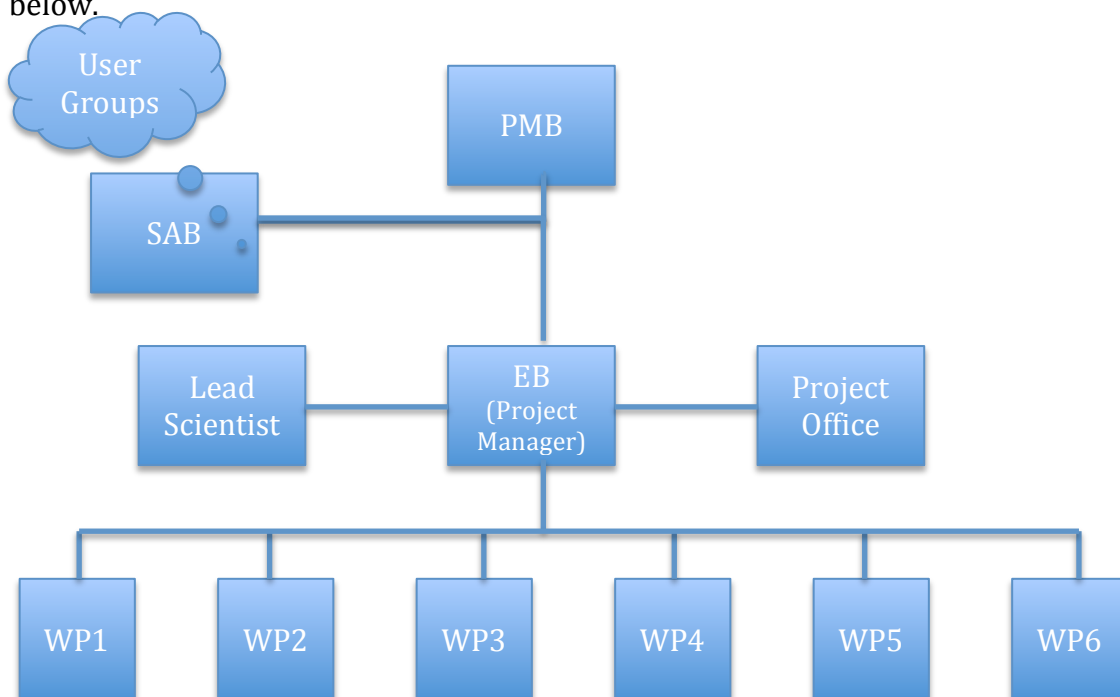 below.
User
Groups
PMB
SAB
Lead
Scientist
EB
(Project
Manager)
Project
Office
WP1
WP2
WP3
WP4
WP5
WP6